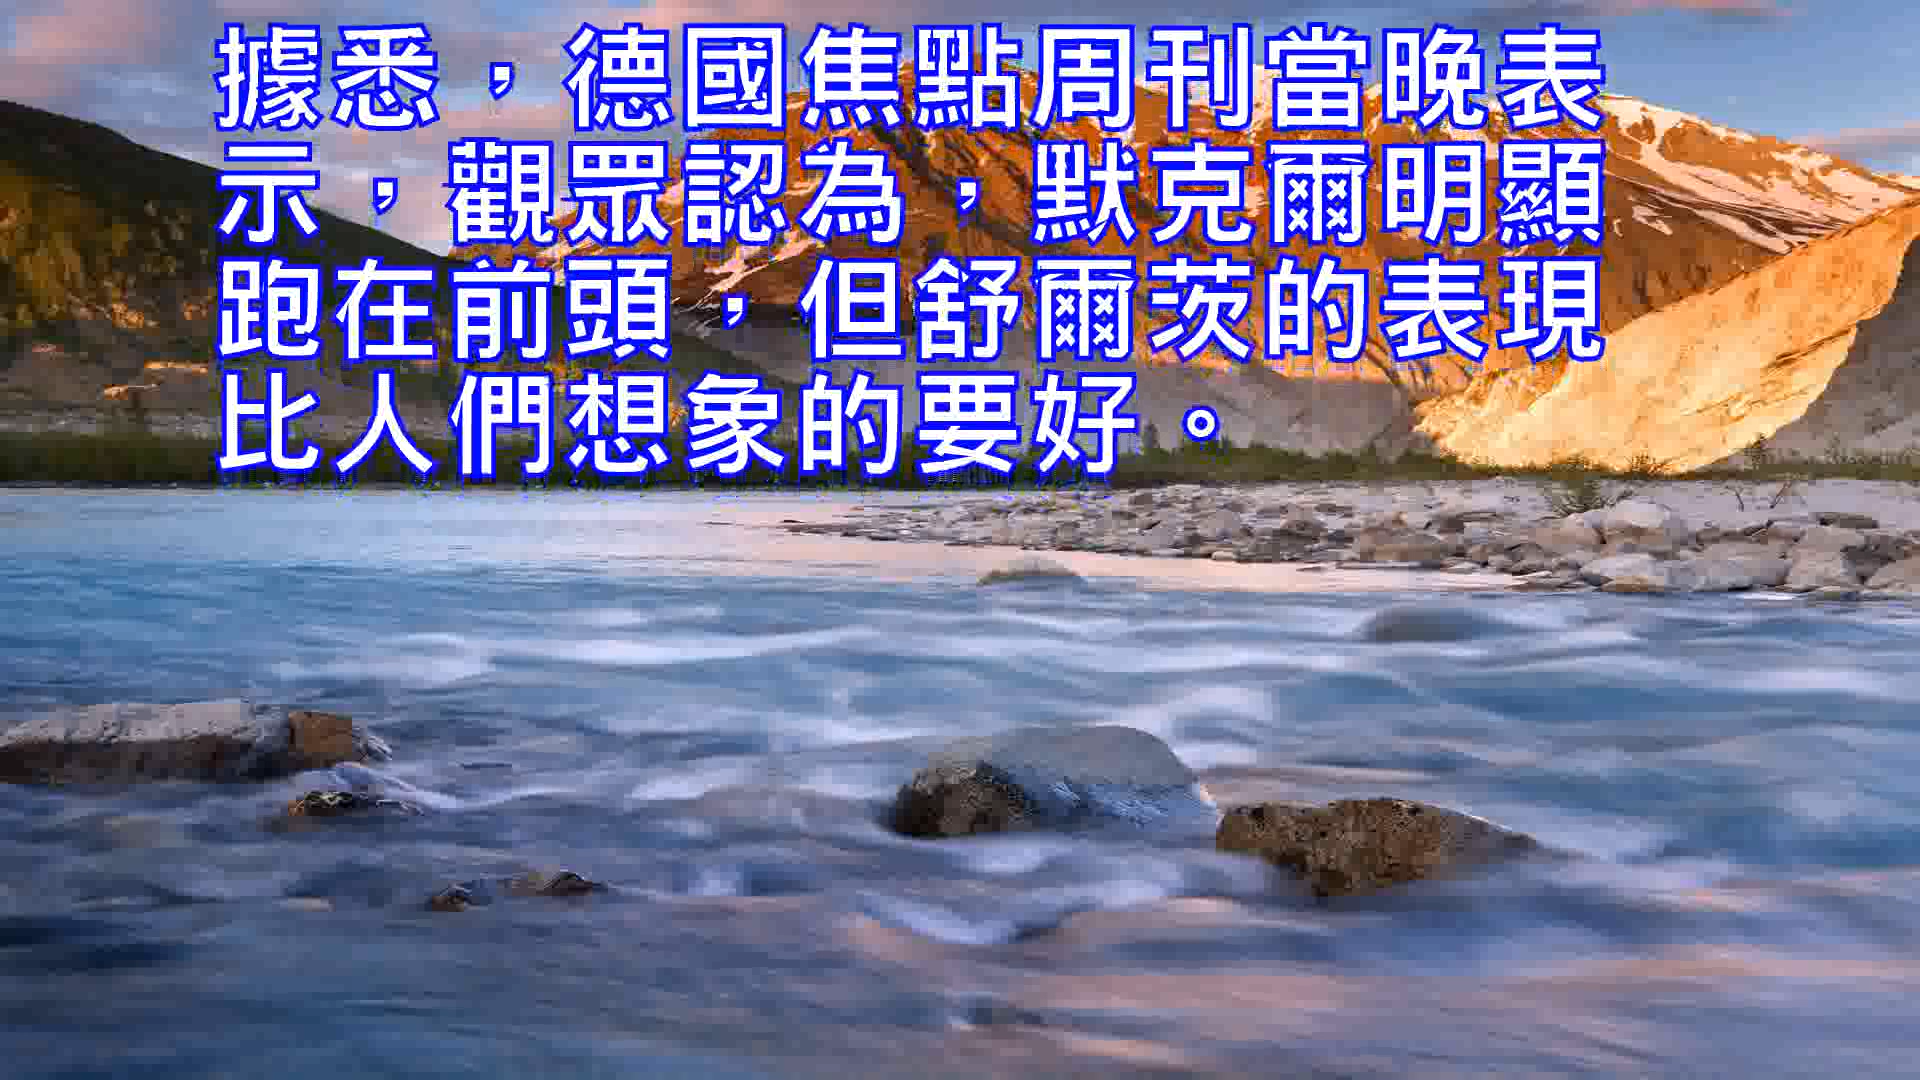 據悉，德國焦點周刊當晚表
示，觀眾認為，默克爾明顯
跑在前頭，但舒爾茨的表現
比人們想象的要好。